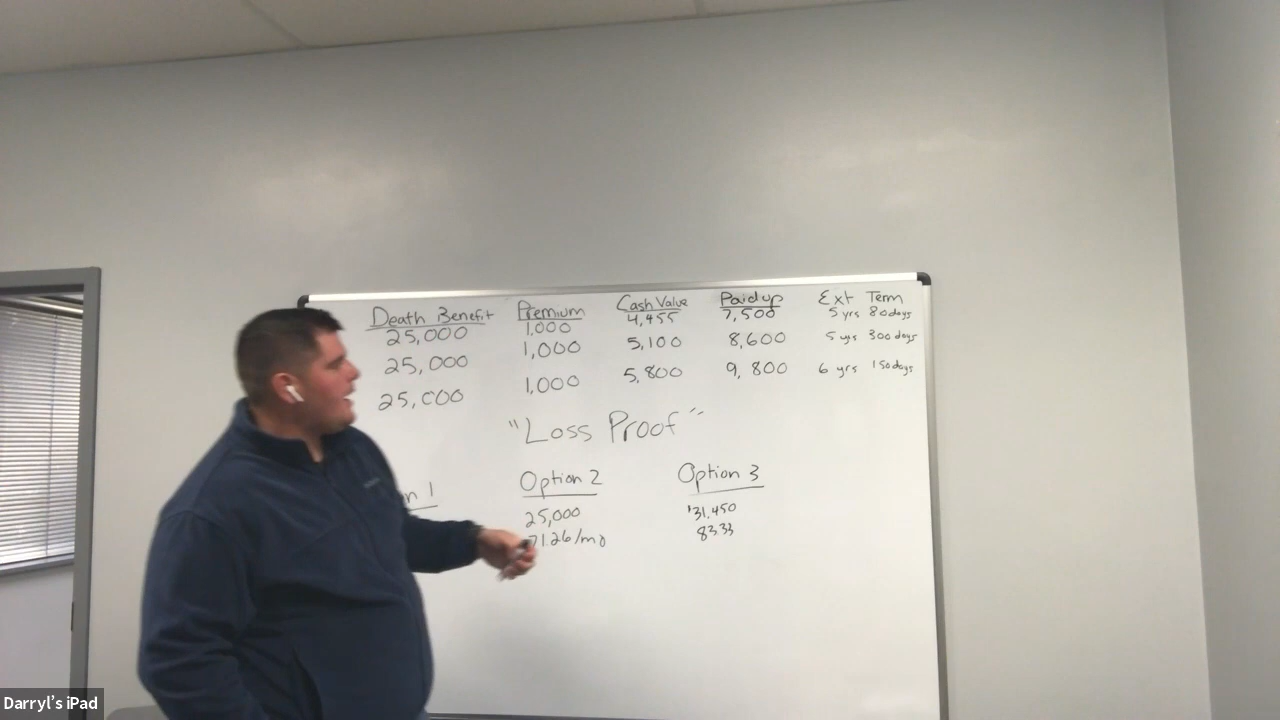 Death Benefit Premium Cash Value Paid up Ext Term
25,000 1,000 4,455 7,500 5 yrs 80 days
25,000 1,000 5,100 8,600 5 yrs 300 days
25,000 1,000 5,800 9,800 6 yrs 150 days
"Loss Proof"
n 1 Option 2 Option 3
25,000 31,450
71.26/mo 8333
Darryl's iPad